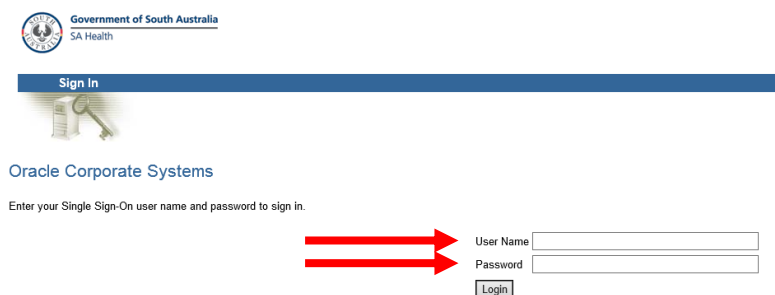 Government of South Australia
SA Health
Sign In
Oracle Corporate Systems
Enter your Single Sign-On user name and password to sign in.
User Name
Password
Login